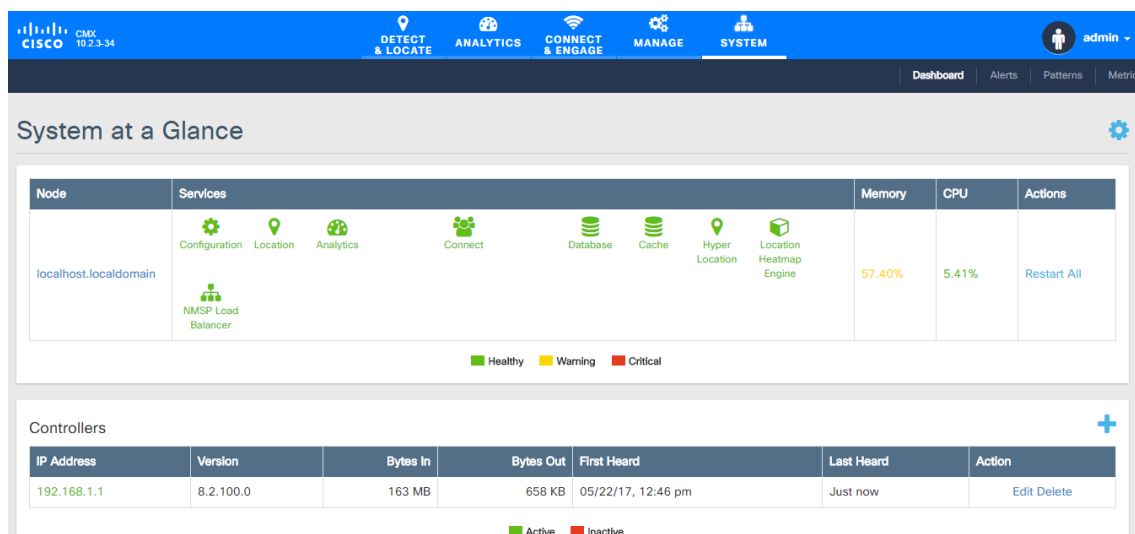 CISCO CMX 10.2.3-34
DETECT & LOCATE
ANALYTICS
CONNECT & ENGAGE
MANAGE
SYSTEM
admin
Dashboard Alerts Patterns
System at a Glance
Node Services Memory CPU Actions
localhost.localdomain
Configuration
Location
Analytics
Connect
Database
Cache
Hyper Location
Location Heatmap Engine
NMSP Load Balancer
57.40% 5.41% Restart All
Healthy Warning Critical
Controllers
IP Address Version Bytes In Bytes Out First Heard Last Heard Action
192.168.1.1 8.2.100.0 163 MB 658 KB 05/22/17, 12:46 pm Just now Edit Delete
Active Inactive